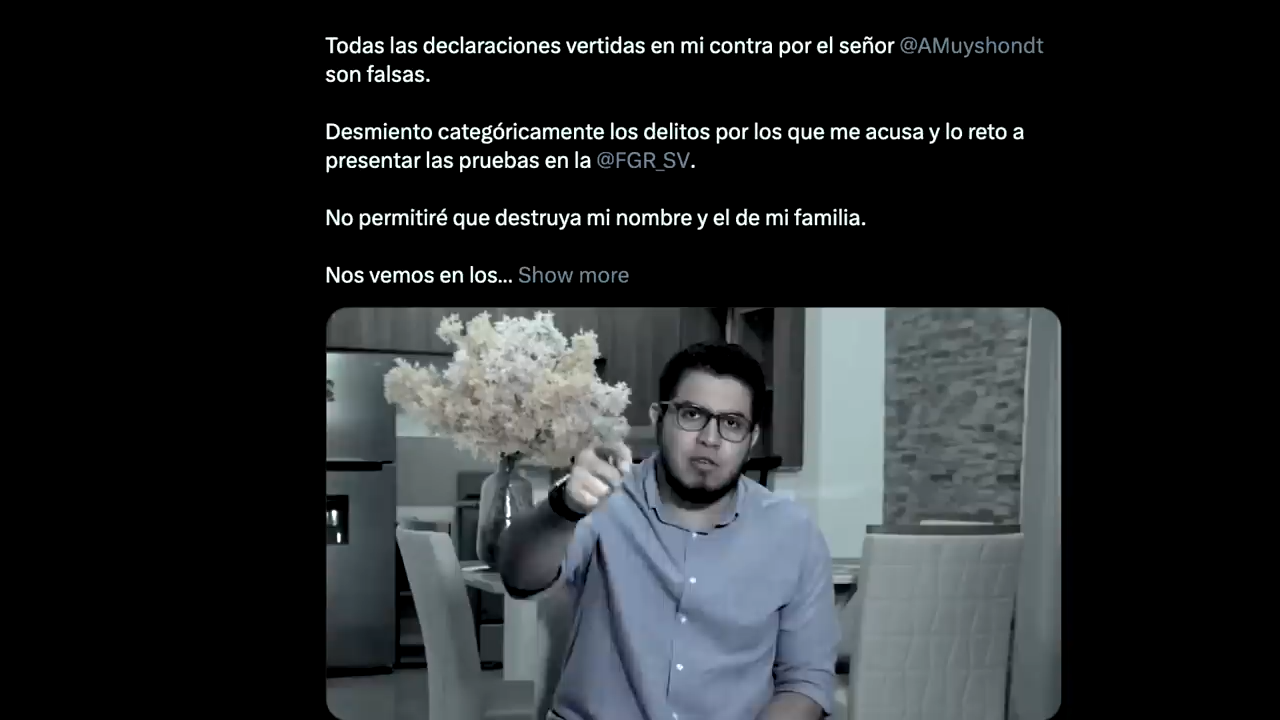 Todas las declaraciones vertidas en mi contra por el señor @AMuyshondt
son falsas.
Desmiento categóricamente los delitos por los que me acusa y lo reto a
presentar las pruebas en la @FGR_SV.
No permitiré que destruya mi nombre y el de mi familia.
Nos vemos en los... Show more